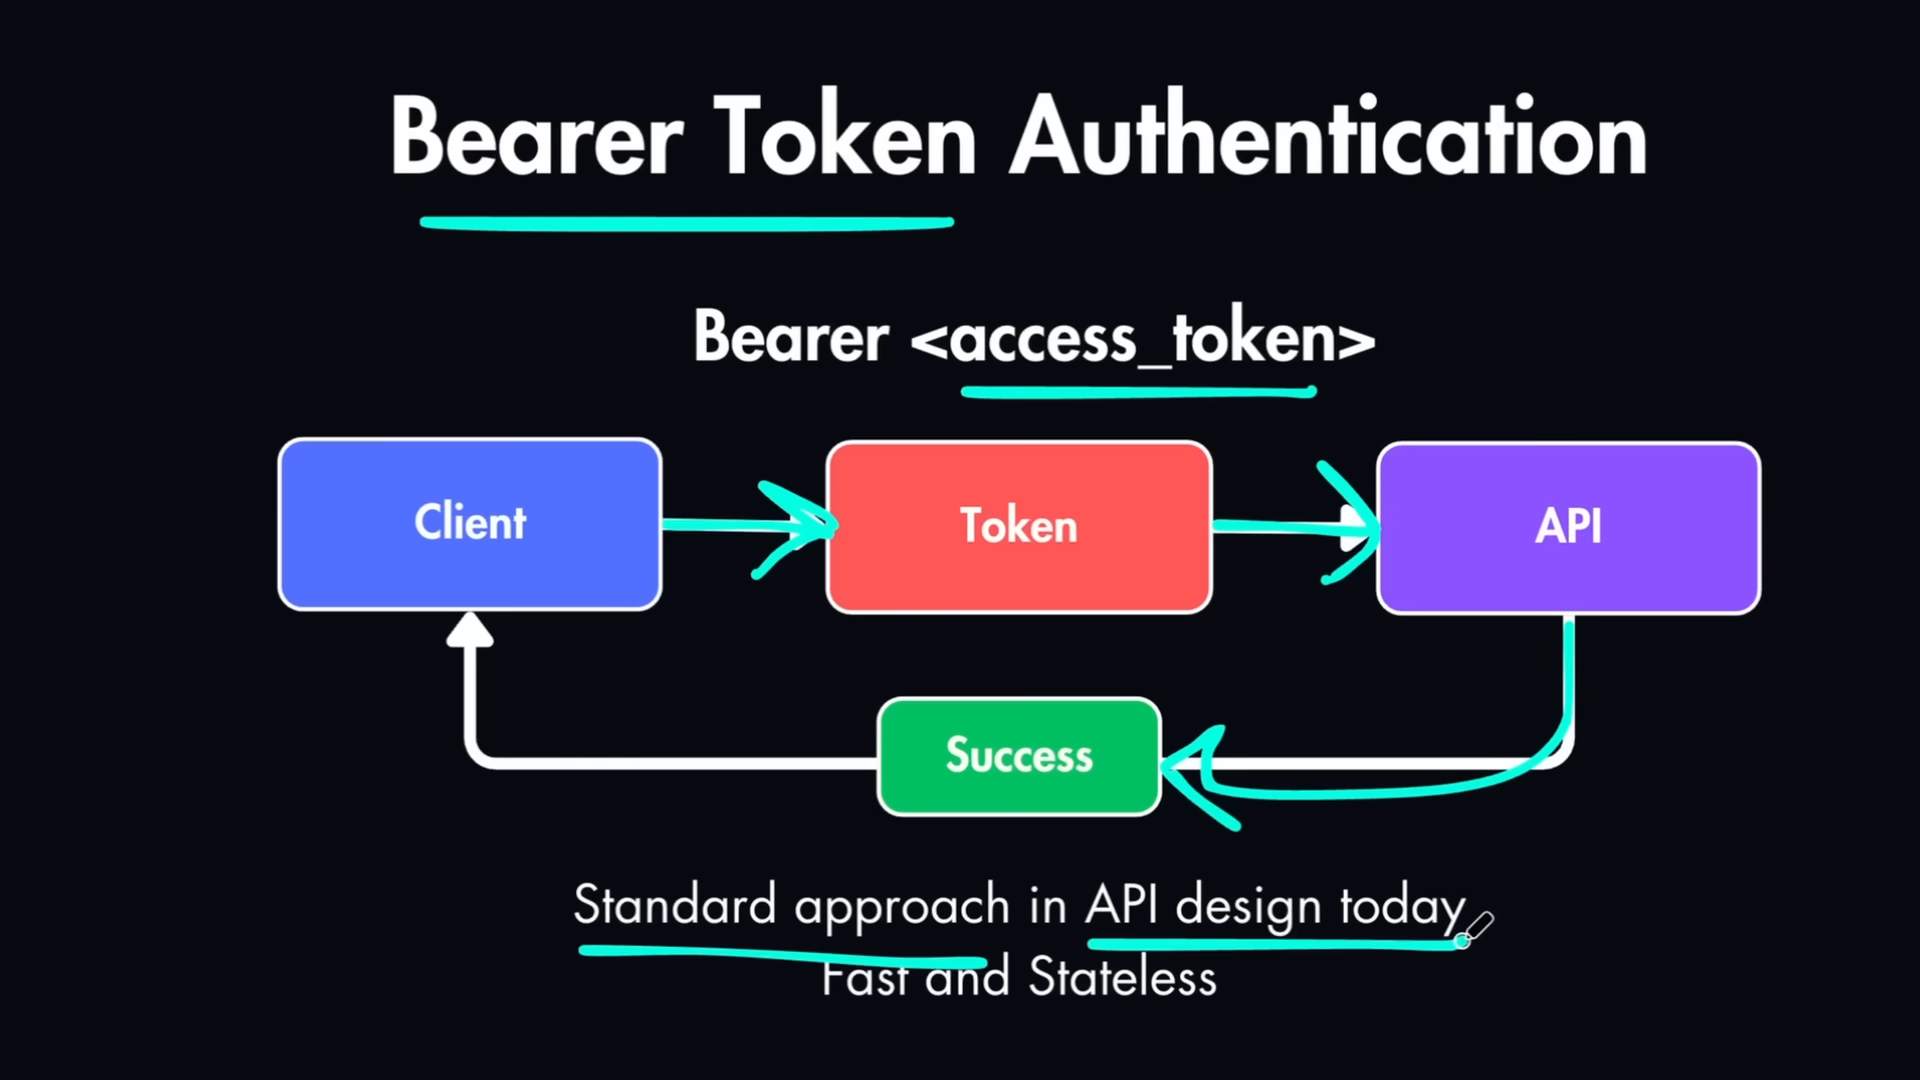 Bearer Token Authentication
Bearer <access_token>
Client
Token
API
Success
Standard approach in API design today
Fast and Stateless